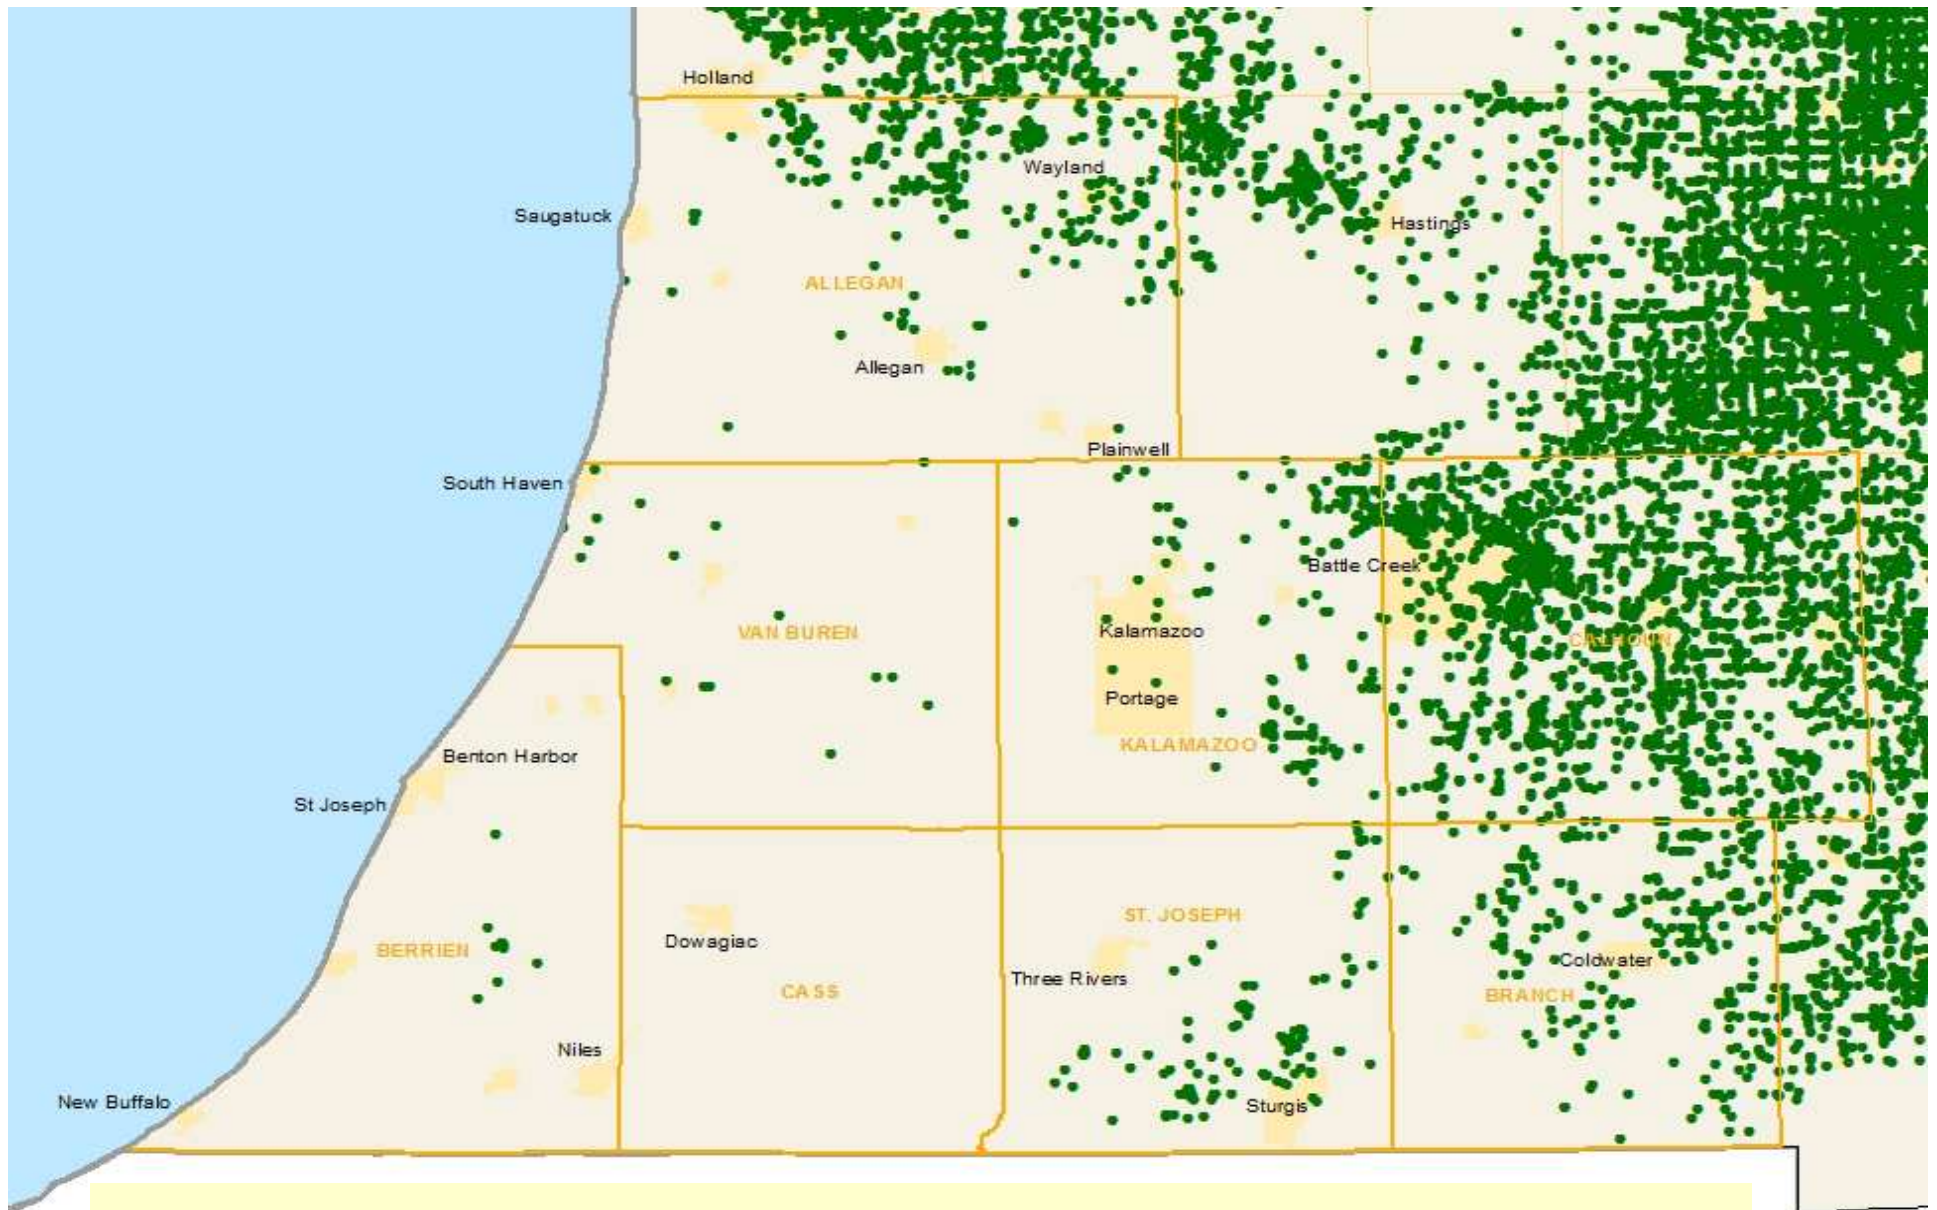 Holland
Wayland
Saugatuck
Hastings
ALLEGAN
Allegan
Plainwell
South Haven
Battle Creek
VAN BUREN
Kalamazoo
CALHOUN
Portage
KALAMAZOO
Benton Harbor
St Joseph
ST. JOSEPH
Dowagiac
BERRIEN
Coldwater
Three Rivers
CASS
BRANCH
Niles
New Buffalo
Sturgis